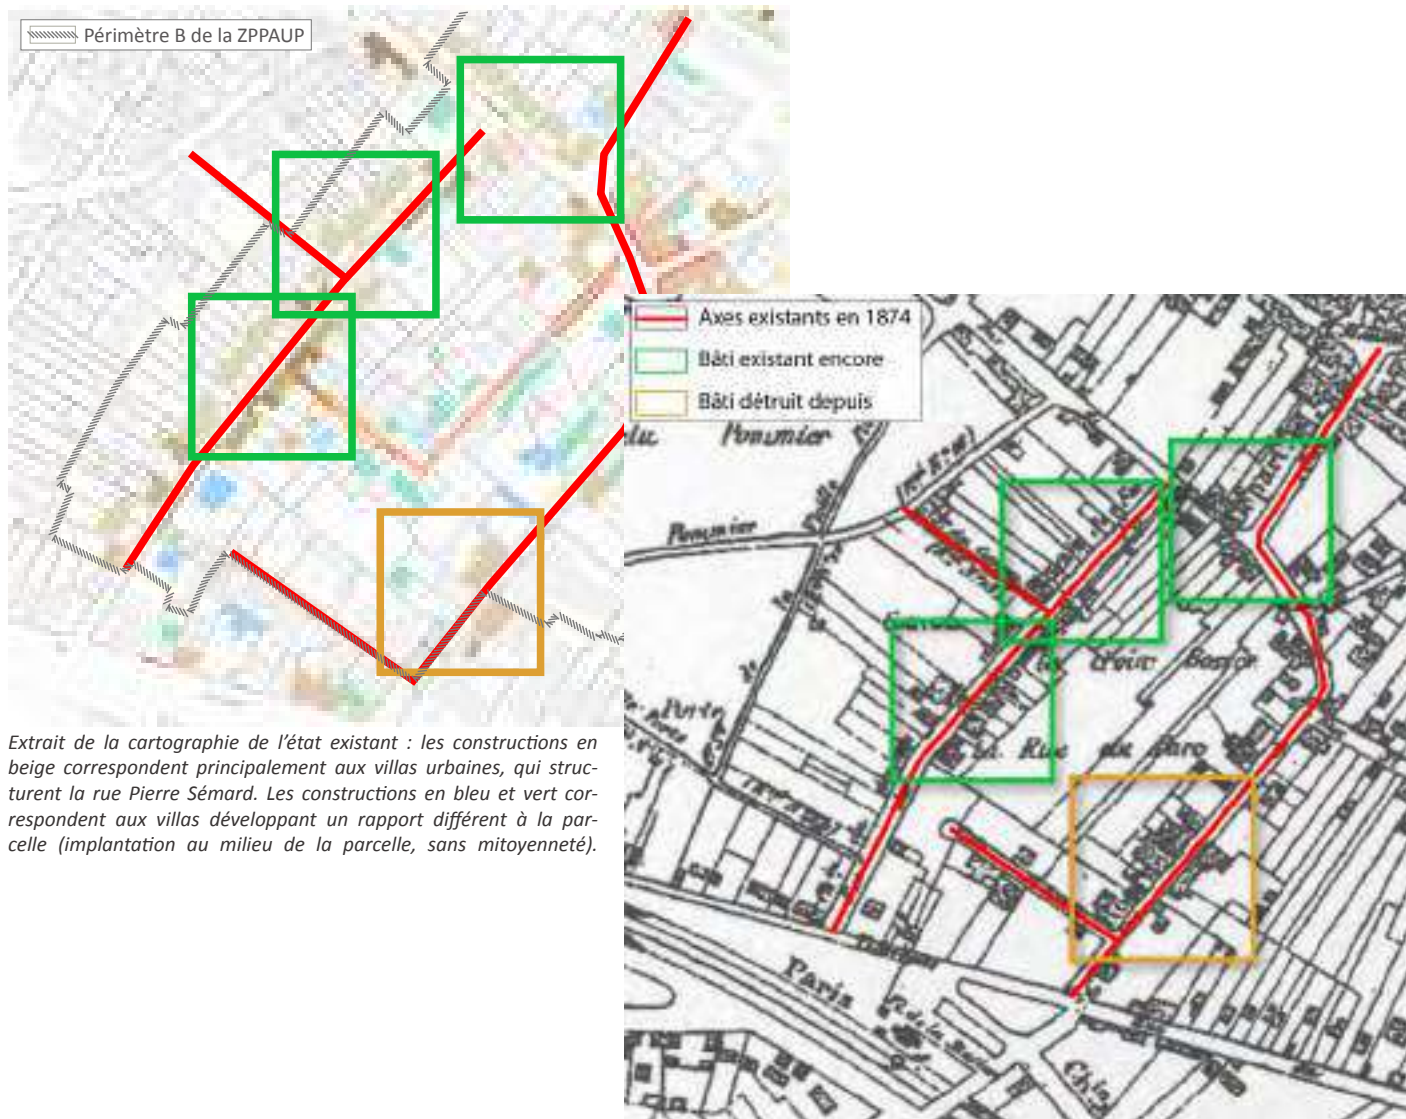 Périmètre B de la ZPPAUP
Axes existants en 1874
Bâti existant encore
Bâti détruit depuis
Pommier
Pommier
La Rue du Parc
Paris
Extrait de la cartographie de l'état existant : les constructions en
beige correspondent principalement aux villas urbaines, qui struc-
turent la rue Pierre Sémard. Les constructions en bleu et vert cor-
respondent aux villas développant un rapport différent à la par-
celle (implantation au milieu de la parcelle, sans mitoyenneté).